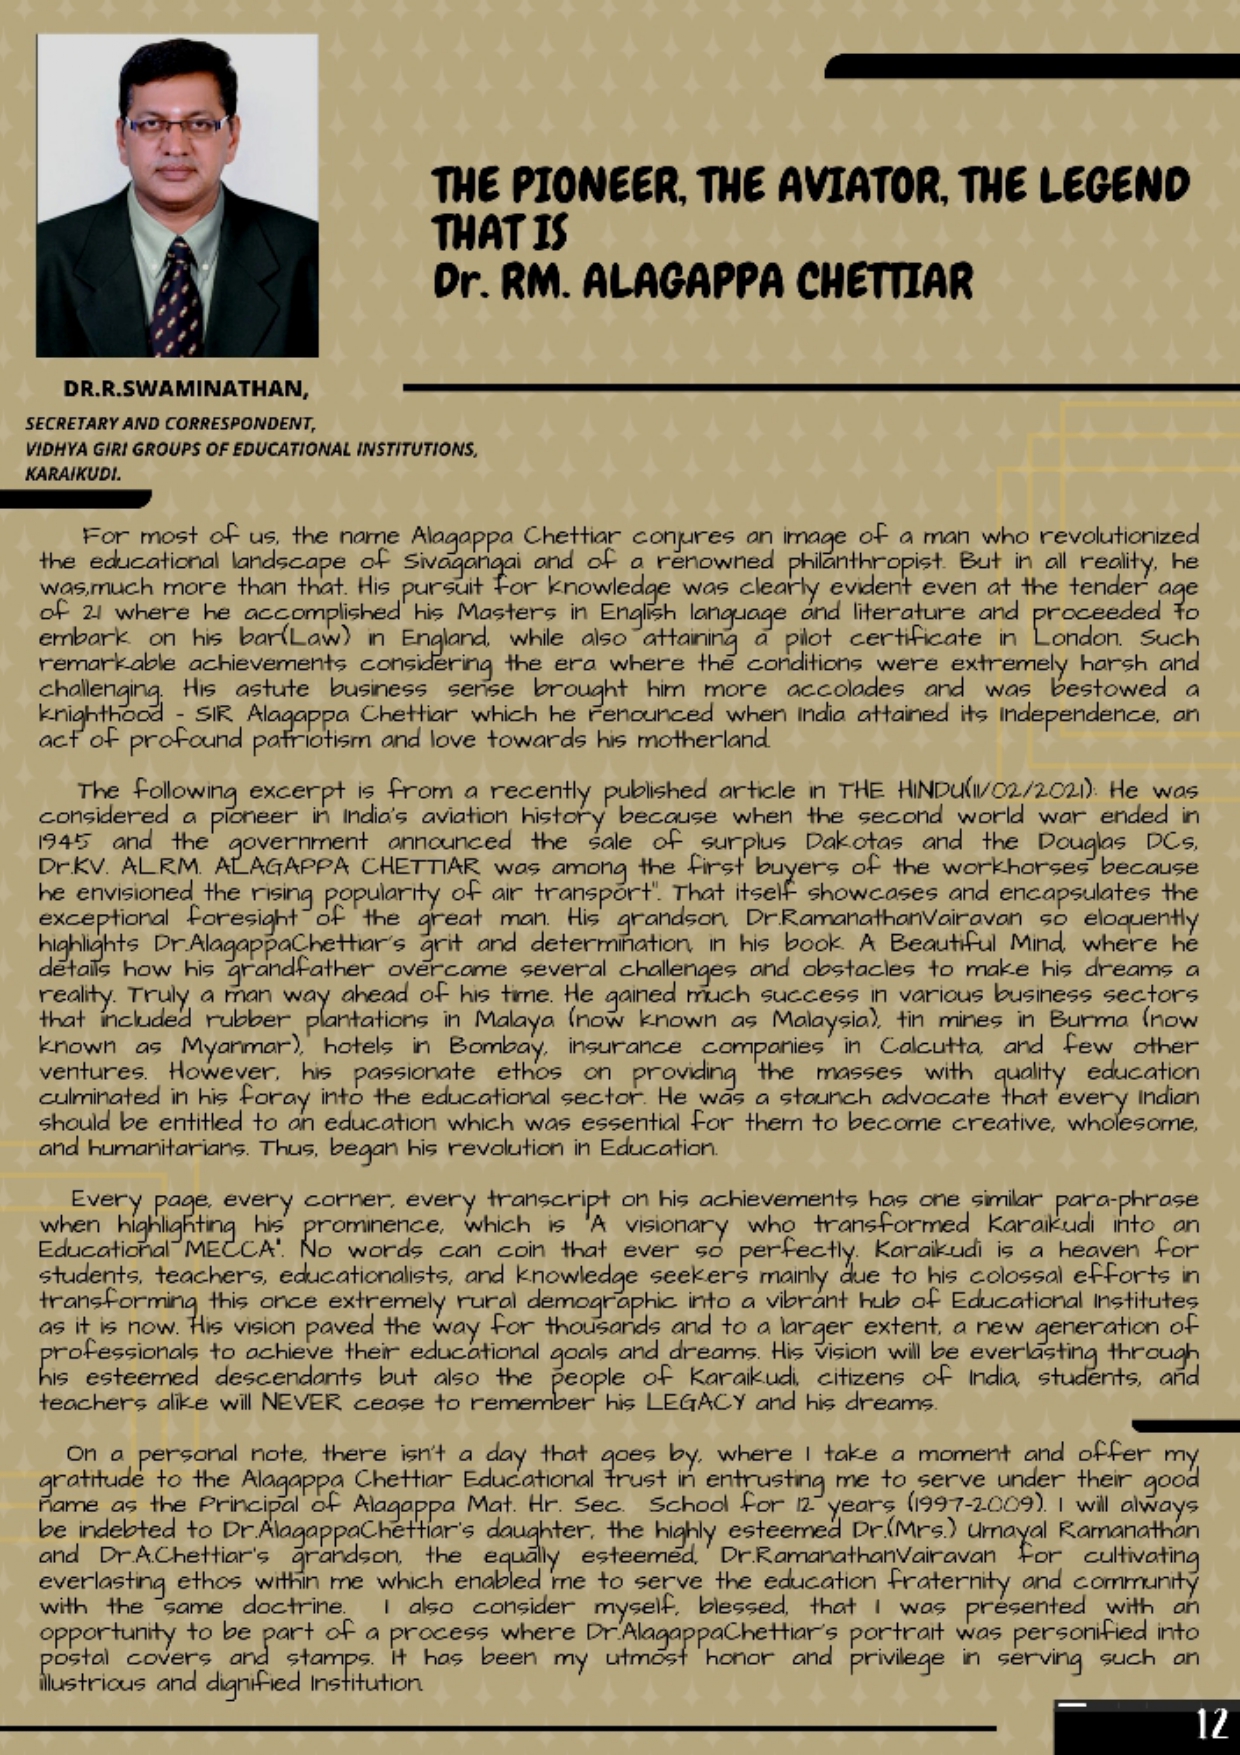 THE PIONEER, THE AVIATOR, THE LEGEND
THAT IS
Dr. RM. ALAGAPPA CHETTIAR
DR.R.SWAMINATHAN,
SECRETARY AND CORRESPONDENT,
VIDHYA GIRI GROUPS OF EDUCATIONAL INSTITUTIONS,
KARAIKUDI.
For most of us, the name Alagappa Chettiar conjures an image of a man who revolutionized
the educational landscape of Sivagangai and of a renowned philanthropist. But in all reality, he
was,much more than that. His pursuit for knowledge was clearly evident even at the tender age
of 21 where he accomplished his Masters in English language and literature and proceeded to
embark on his bar(Law) in England, while also attaining a pilot certificate in London. Such
remarkable achievements considering the era where the conditions were extremely harsh and
challenging. His astute business sense brought him more accolades and was bestowed a
knighthood - SIR Alagappa Chettiar which he renounced when India attained its Independence, an
act of profound patriotism and love towards his motherland.
The following excerpt is from a recently published article in THE HINDU(11/02/2021): He was
considered a pioneer in India's aviation history because when the second world war ended in
1945 and the government announced the sale of surplus Dakotas and the Douglas DCs,
Dr.KV. AL.RM. ALAGAPPA CHETTIAR was among the first buyers of the workhorses because
he envisioned the rising popularity of air transport". That itself showcases and encapsulates the
exceptional foresight of the great man. His grandson, Dr.RamanathanVairavan so eloquently
highlights Dr.AlagappaChettiar's grit and determination, in his book A Beautiful Mind, where he
details how his grandfather overcame several challenges and obstacles to make his dreams a
reality. Truly a man way ahead of his time. He gained much success in various business sectors
that included rubber plantations in Malaya (now known as Malaysia), tin mines in Burma (now
known as Myanmar), hotels in Bombay, insurance companies in Calcutta, and few other
ventures. However, his passionate ethos on providing the masses with quality education
culminated in his foray into the educational sector. He was a staunch advocate that every Indian
should be entitled to an education which was essential for them to become creative, wholesome,
and humanitarians. Thus, began his revolution in Education.
Every page, every corner, every transcript on his achievements has one similar para-phrase
when highlighting his prominence, which is "A visionary who transformed Karaikudi into an
Educational MECCA". No words can coin that ever so perfectly. Karaikudi is a heaven for
students, teachers, educationalists, and knowledge seekers mainly due to his colossal efforts in
transforming this once extremely rural demographic into a vibrant hub of Educational Institutes
as it is now. His vision paved the way for thousands and to a larger extent, a new generation of
professionals to achieve their educational goals and dreams. His vision will be everlasting through
his esteemed descendants but also the people of Karaikudi, citizens of India, students, and
teachers alike will NEVER cease to remember his LEGACY and his dreams.
On a personal note, there isn't a day that goes by, where I take a moment and offer my
gratitude to the Alagappa Chettiar Educational Trust in entrusting me to serve under their good
name as the Principal of Alagappa Mat. Hr. Sec. School for 12 years (1997-2009). I will always
be indebted to Dr.AlagappaChettiar's daughter, the highly esteemed Dr.(Mrs.) Umayal Ramanathan
and Dr.A.Chettiar's grandson, the equally esteemed, Dr.RamanathanVairavan for cultivating
everlasting ethos within me which enabled me to serve the education fraternity and community
with the same doctrine. I also consider myself, blessed, that I was presented with an
opportunity to be part of a process where Dr.AlagappaChettiar's portrait was personified into
postal covers and stamps. It has been my utmost honor and privilege in serving such an
illustrious and dignified Institution.
12